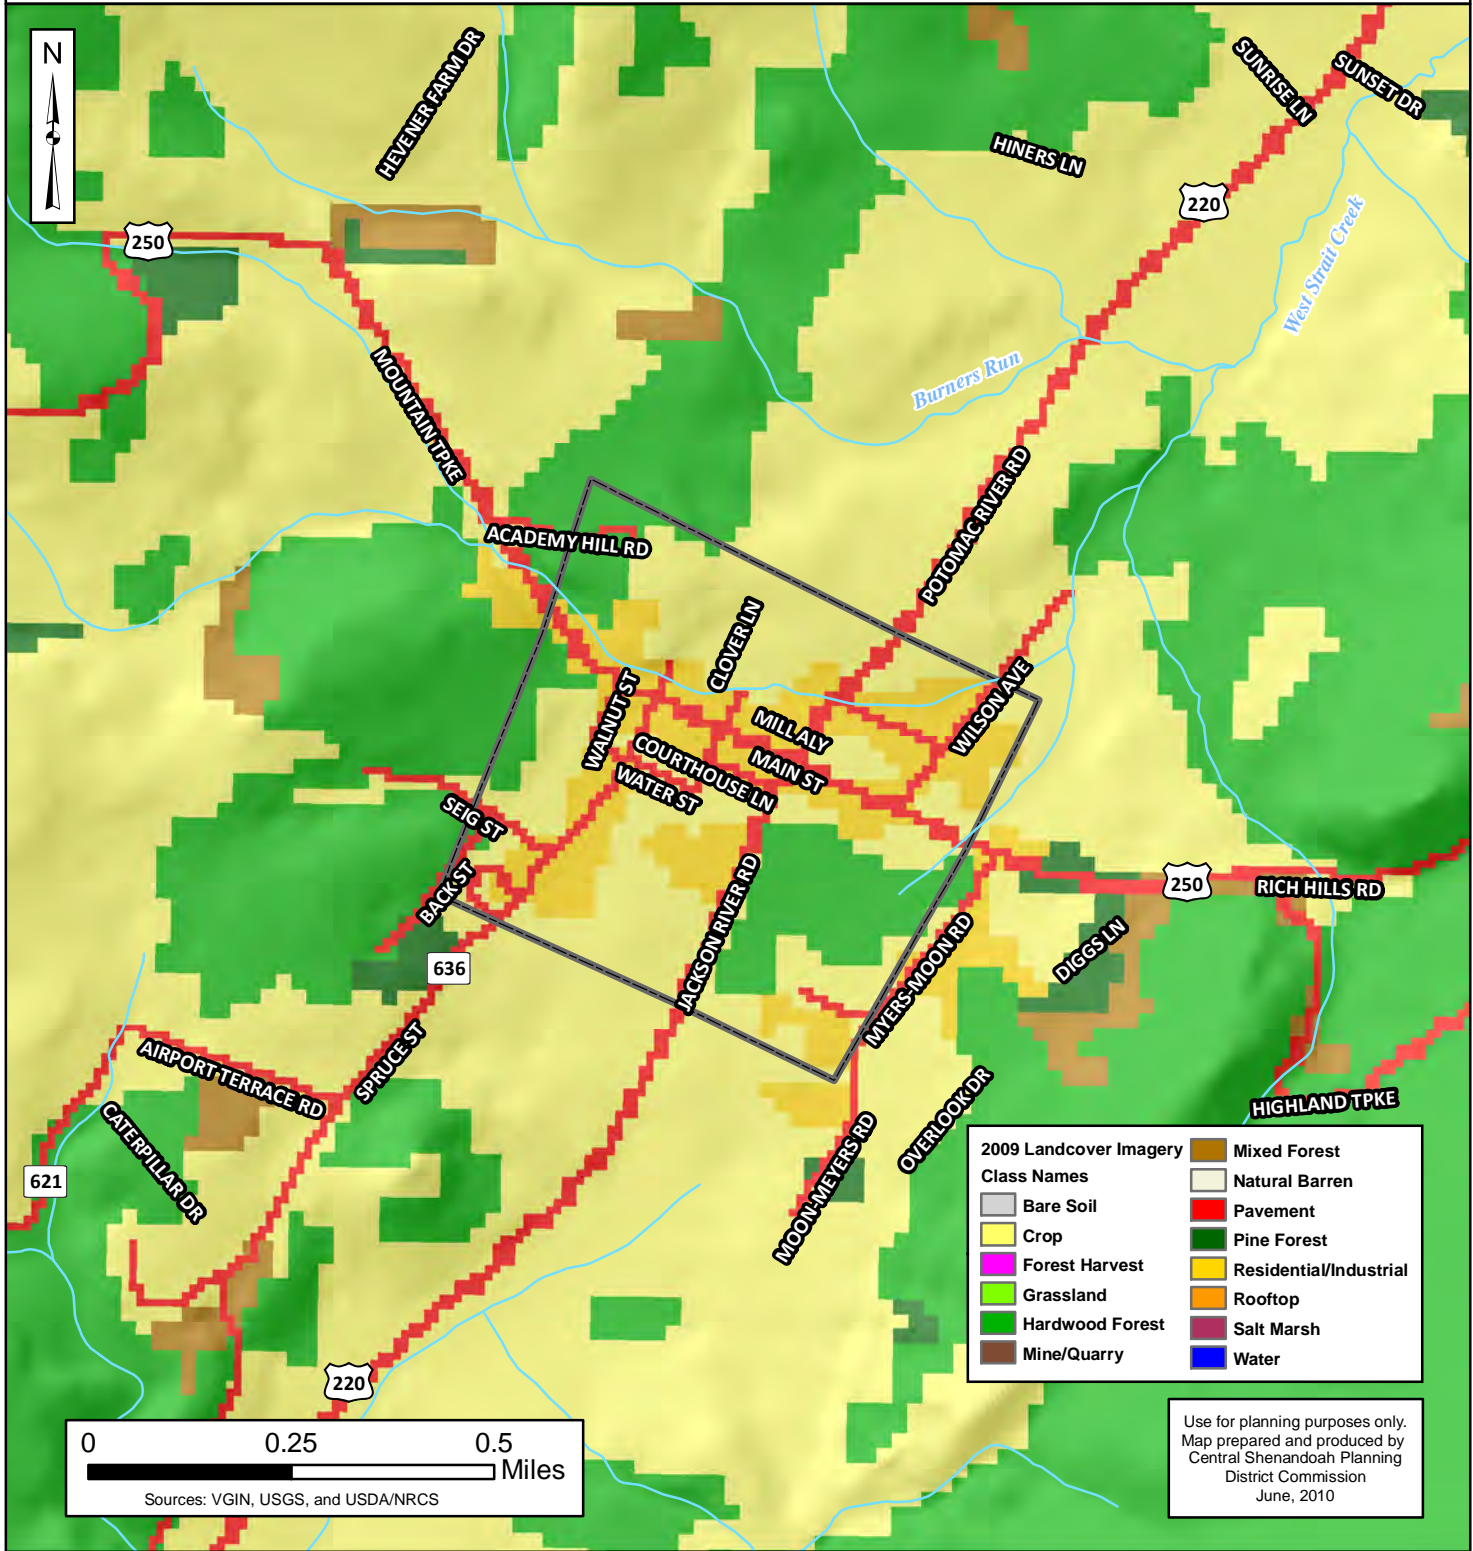 N
HEVENER FARM DR
SUNRISE LN
SUNSET DR
HINERS LN
220
250
West Strait Creek
MOUNTAIN TPKE
Burners Run
POTOMAC RIVER RD
ACADEMY HILL RD
CLOVER LN
WALNUT ST
WILSON AVE
MILL ALY
COURTHOUSE LN
MAIN ST
WATER ST
SEIG ST
BACK ST
JACKSON RIVER RD
250
RICH HILLS RD
DIGGS LN
636
MYERS-MOON RD
SPRUCE ST
AIRPORT TERRACE RD
CATERPILLAR DR
OVERLOOK DR
HIGHLAND TPKE
621
MOON-MEYERS RD
220
2009 Landcover Imagery
Class Names
Bare Soil
Crop
Forest Harvest
Grassland
Hardwood Forest
Mine/Quarry
Mixed Forest
Natural Barren
Pavement
Pine Forest
Residential/Industrial
Rooftop
Salt Marsh
Water
0 0.25 0.5
Miles
Sources: VGIN, USGS, and USDA/NRCS
Use for planning purposes only.
Map prepared and produced by
Central Shenandoah Planning
District Commission
June, 2010